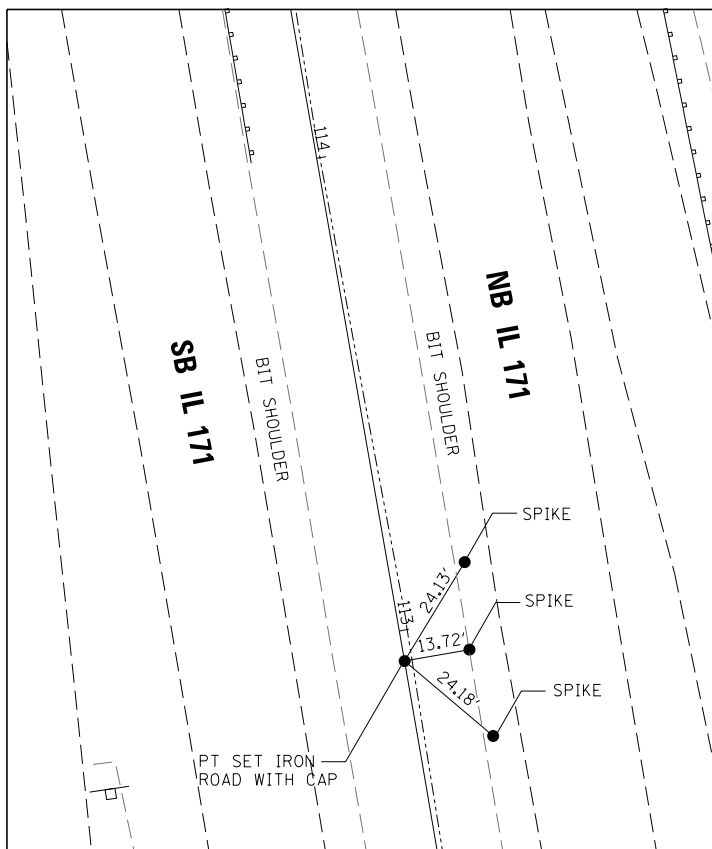 114
NB IL 171
SB IL 171
BIT SHOULDER
BIT SHOULDER
SPIKE
24.13'
113
SPIKE
13.72'
24.18'
SPIKE
PT SET IRON
ROAD WITH CAP